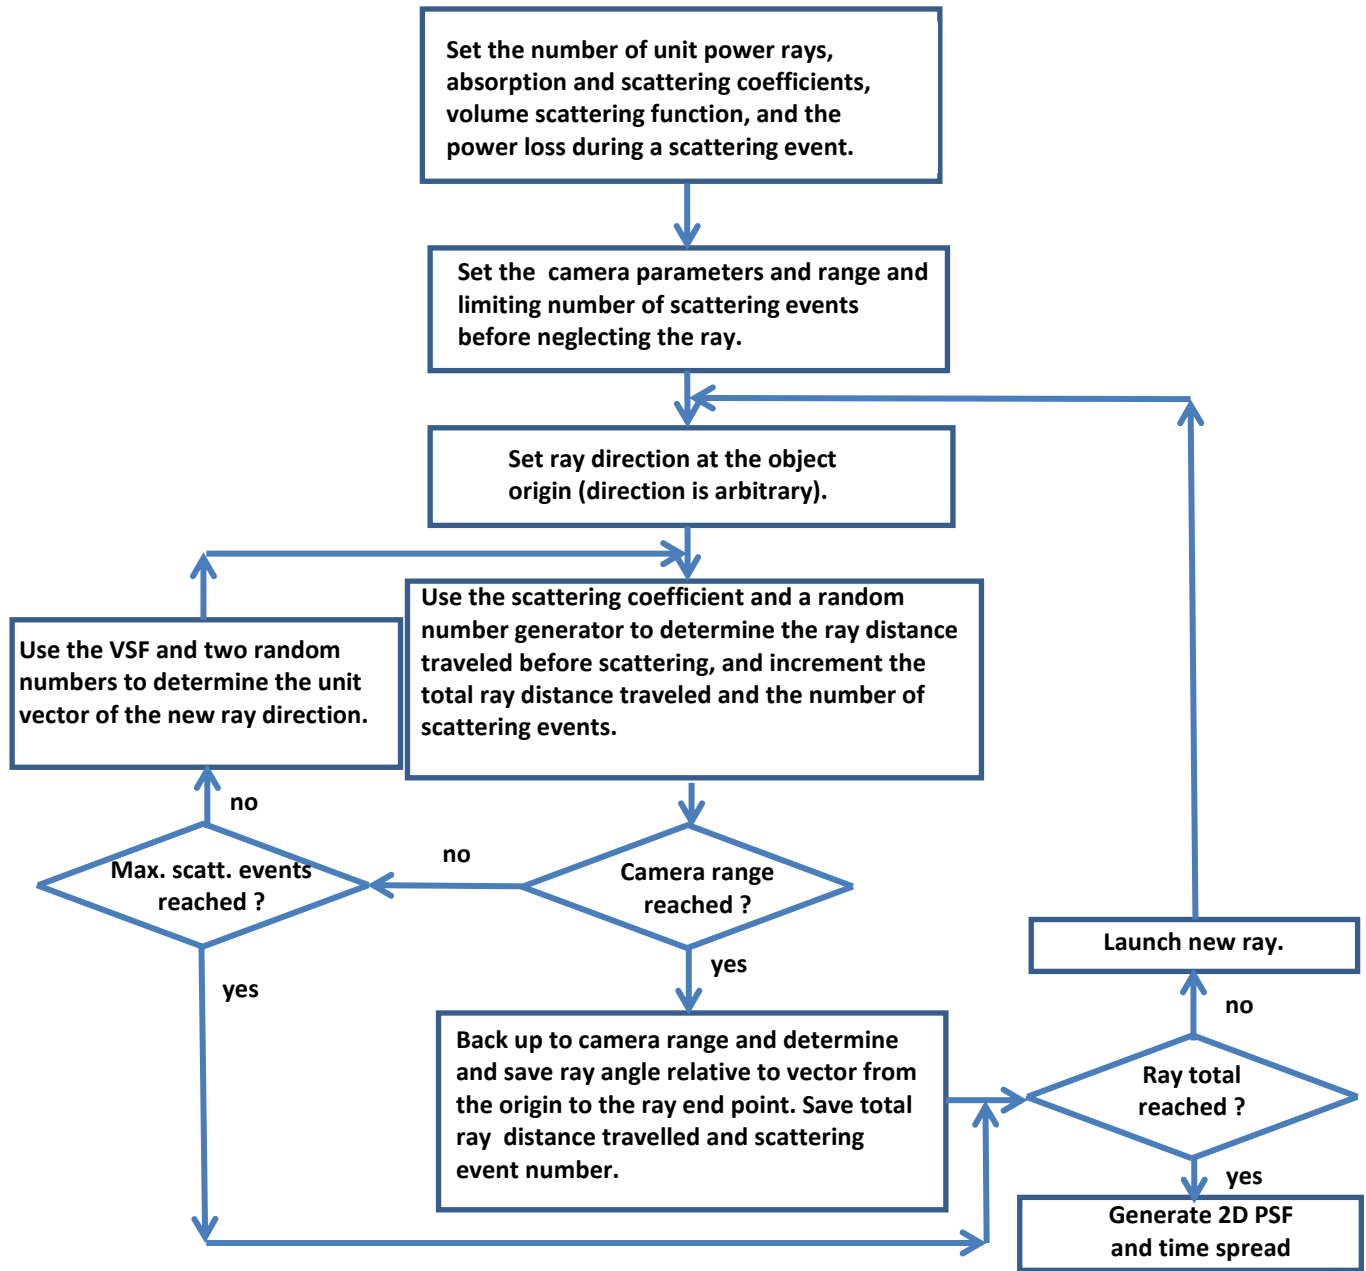 Set the number of unit power rays,
absorption and scattering coefficients,
volume scattering function, and the
power loss during a scattering event.
Set the camera parameters and range and
limiting number of scattering events
before neglecting the ray.
Set ray direction at the object
origin (direction is arbitrary).
Use the scattering coefficient and a random
number generator to determine the ray distance
traveled before scattering, and increment the
total ray distance traveled and the number of
scattering events.
Use the VSF and two random
numbers to determine the unit
vector of the new ray direction.
no
Max. scatt. events
reached ?
no
Camera range
reached ?
yes
yes
Launch new ray.
no
Back up to camera range and determine
and save ray angle relative to vector from
the origin to the ray end point. Save total
ray distance travelled and scattering
event number.
Ray total
reached ?
yes
Generate 2D PSF
and time spread